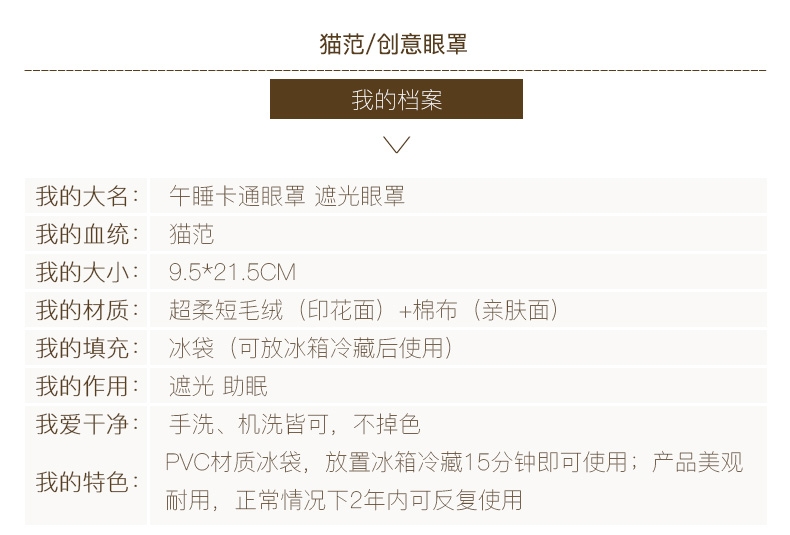 猫范/创意眼罩
我的档案
我的大名： 午睡卡通眼罩 遮光眼罩
我的血统： 猫范
我的大小： 9.5*21.5CM
我的材质： 超柔短毛绒（印花面）+棉布（亲肤面）
我的填充： 冰袋（可放冰箱冷藏后使用）
我的作用： 遮光 助眠
我爱干净： 手洗、机洗皆可，不掉色
我的特色： PVC材质冰袋，放置冰箱冷藏15分钟即可使用；产品美观
耐用，正常情况下2年内可反复使用